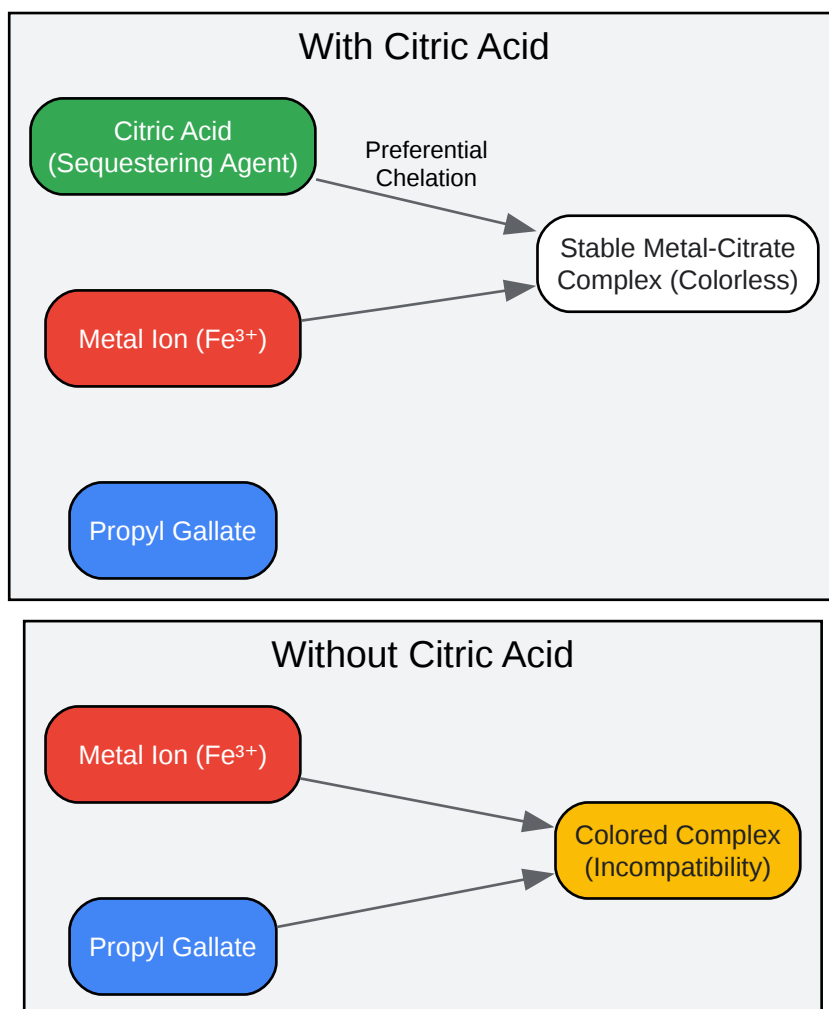 With Citric Acid
Citric Acid
(Sequestering Agent)
Preferential
Chelation
Stable Metal-Citrate
Complex (Colorless)
Metal Ion (Fe³⁺)
Propyl Gallate
Without Citric Acid
Metal Ion (Fe³⁺)
Colored Complex
(Incompatibility)
Propyl Gallate